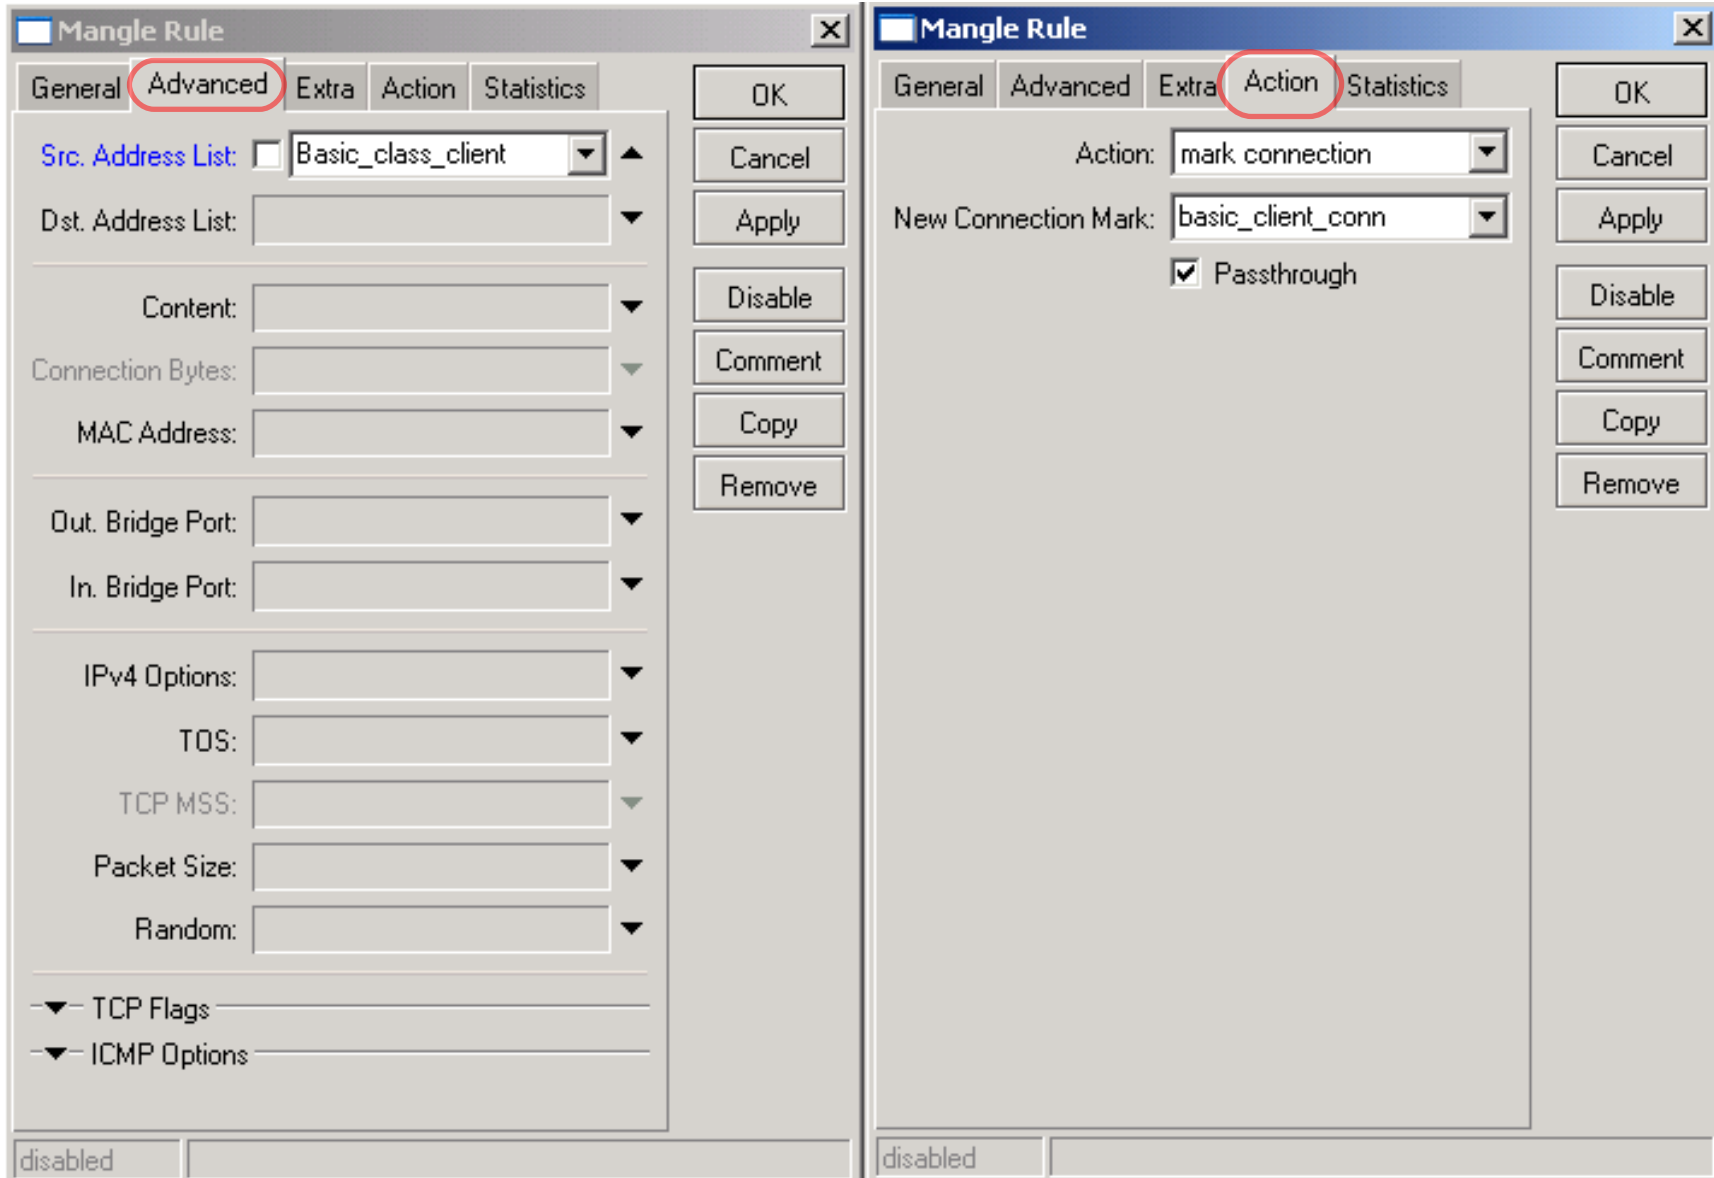 Mangle Rule
General Advanced Extra Action Statistics
OK
Src. Address List: Basic_class_client
Cancel
Dst. Address List:
Apply
Content:
Disable
Connection Bytes:
Comment
MAC Address:
Copy
Remove
Out. Bridge Port:
In. Bridge Port:
IPv4 Options:
TOS:
TCP MSS:
Packet Size:
Random:
TCP Flags
ICMP Options
disabled
Mangle Rule
General Advanced Extra Action Statistics
OK
Action: mark connection
Cancel
New Connection Mark: basic_client_conn
Apply
Passthrough
Disable
Comment
Copy
Remove
disabled